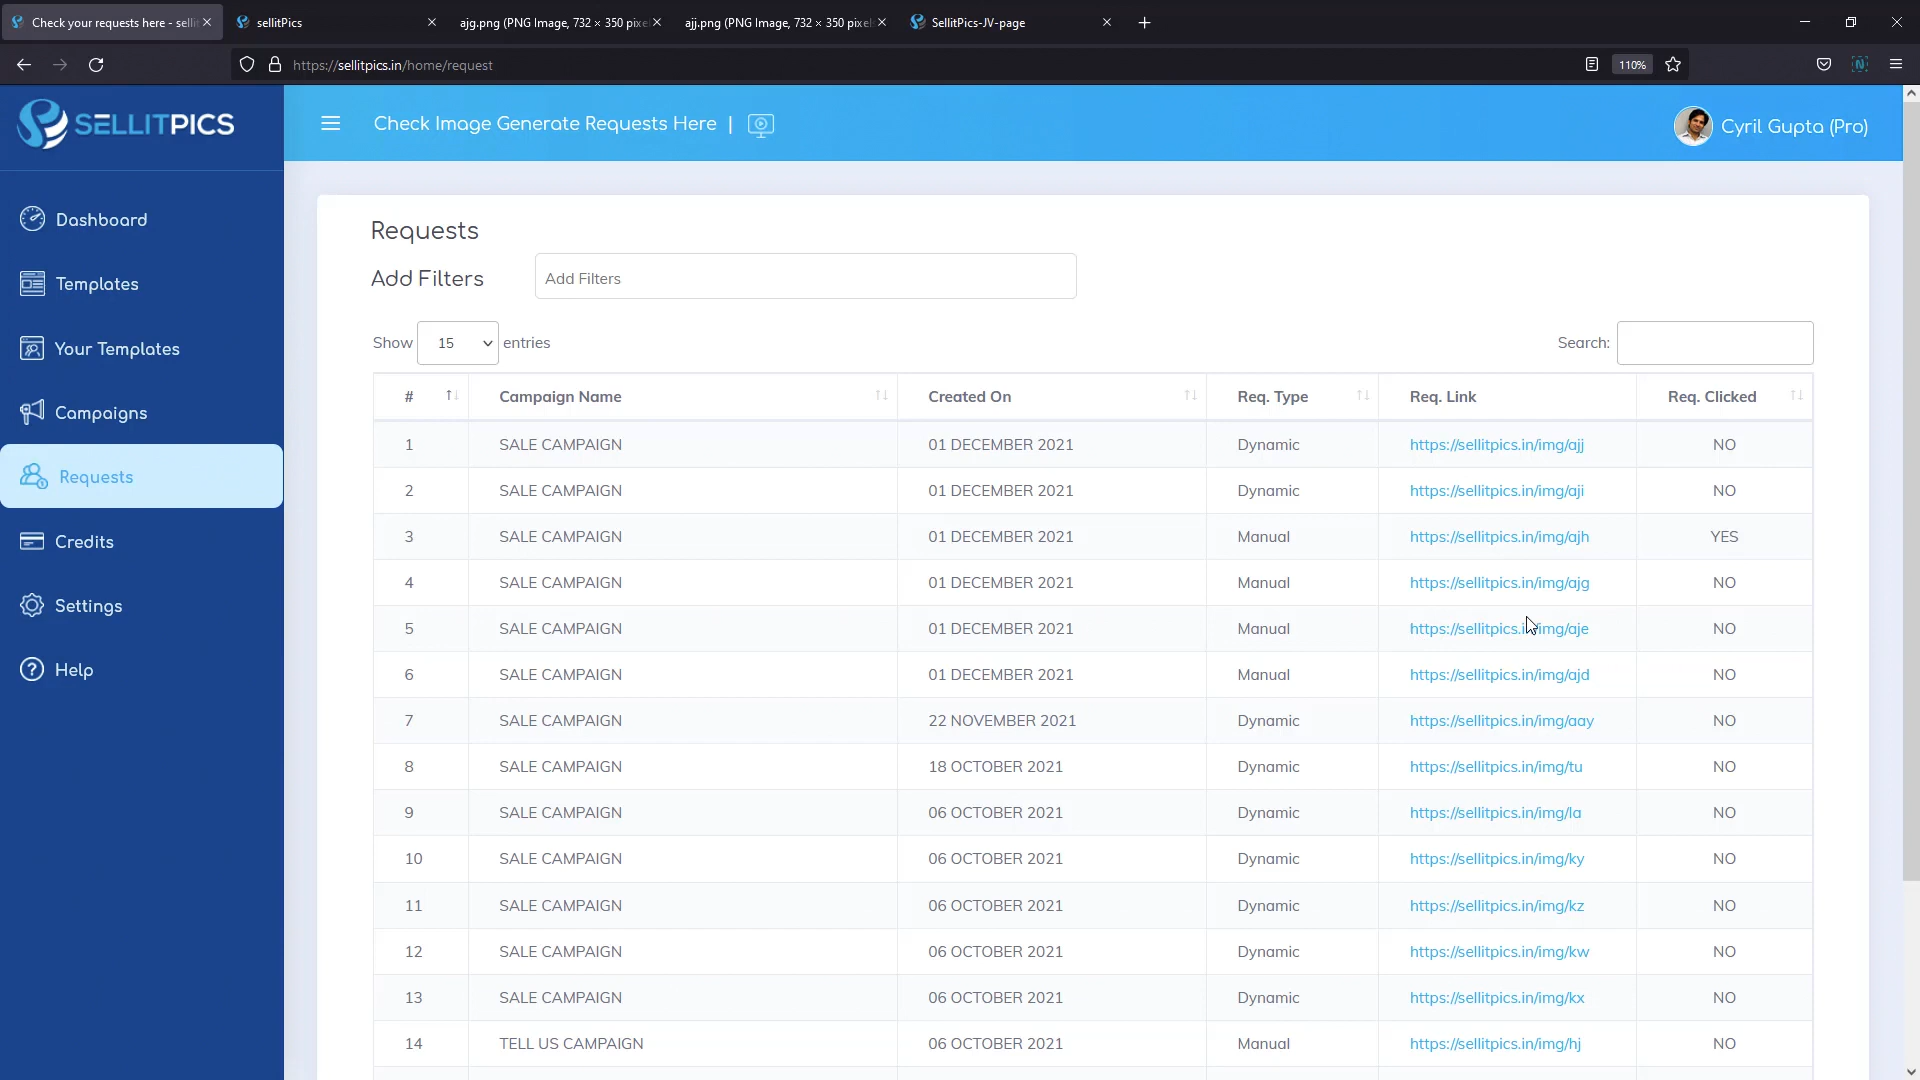 Check your requests here - sellit
sellitPics
ajg.png (PNG Image, 732 × 350 pixe
ajj.png (PNG Image, 732 × 350 pixel
SellitPics-JV-page
https://sellitpics.in/home/request
110%
SELLITPICS
Check Image Generate Requests Here |
Cyril Gupta (Pro)
Dashboard
Templates
Your Templates
Campaigns
Requests
Credits
Settings
Help
Requests
Add Filters
Add Filters
Show 15 entries
Search:
# Campaign Name Created On Req. Type Req. Link Req. Clicked
1 SALE CAMPAIGN 01 DECEMBER 2021 Dynamic https://sellitpics.in/img/ajj NO
2 SALE CAMPAIGN 01 DECEMBER 2021 Dynamic https://sellitpics.in/img/aji NO
3 SALE CAMPAIGN 01 DECEMBER 2021 Manual https://sellitpics.in/img/ajh YES
4 SALE CAMPAIGN 01 DECEMBER 2021 Manual https://sellitpics.in/img/ajg NO
5 SALE CAMPAIGN 01 DECEMBER 2021 Manual https://sellitpics.in/img/aje NO
6 SALE CAMPAIGN 01 DECEMBER 2021 Manual https://sellitpics.in/img/ajd NO
7 SALE CAMPAIGN 22 NOVEMBER 2021 Dynamic https://sellitpics.in/img/aay NO
8 SALE CAMPAIGN 18 OCTOBER 2021 Dynamic https://sellitpics.in/img/tu NO
9 SALE CAMPAIGN 06 OCTOBER 2021 Dynamic https://sellitpics.in/img/la NO
10 SALE CAMPAIGN 06 OCTOBER 2021 Dynamic https://sellitpics.in/img/ky NO
11 SALE CAMPAIGN 06 OCTOBER 2021 Dynamic https://sellitpics.in/img/kz NO
12 SALE CAMPAIGN 06 OCTOBER 2021 Dynamic https://sellitpics.in/img/kw NO
13 SALE CAMPAIGN 06 OCTOBER 2021 Dynamic https://sellitpics.in/img/kx NO
14 TELL US CAMPAIGN 06 OCTOBER 2021 Manual https://sellitpics.in/img/hj NO